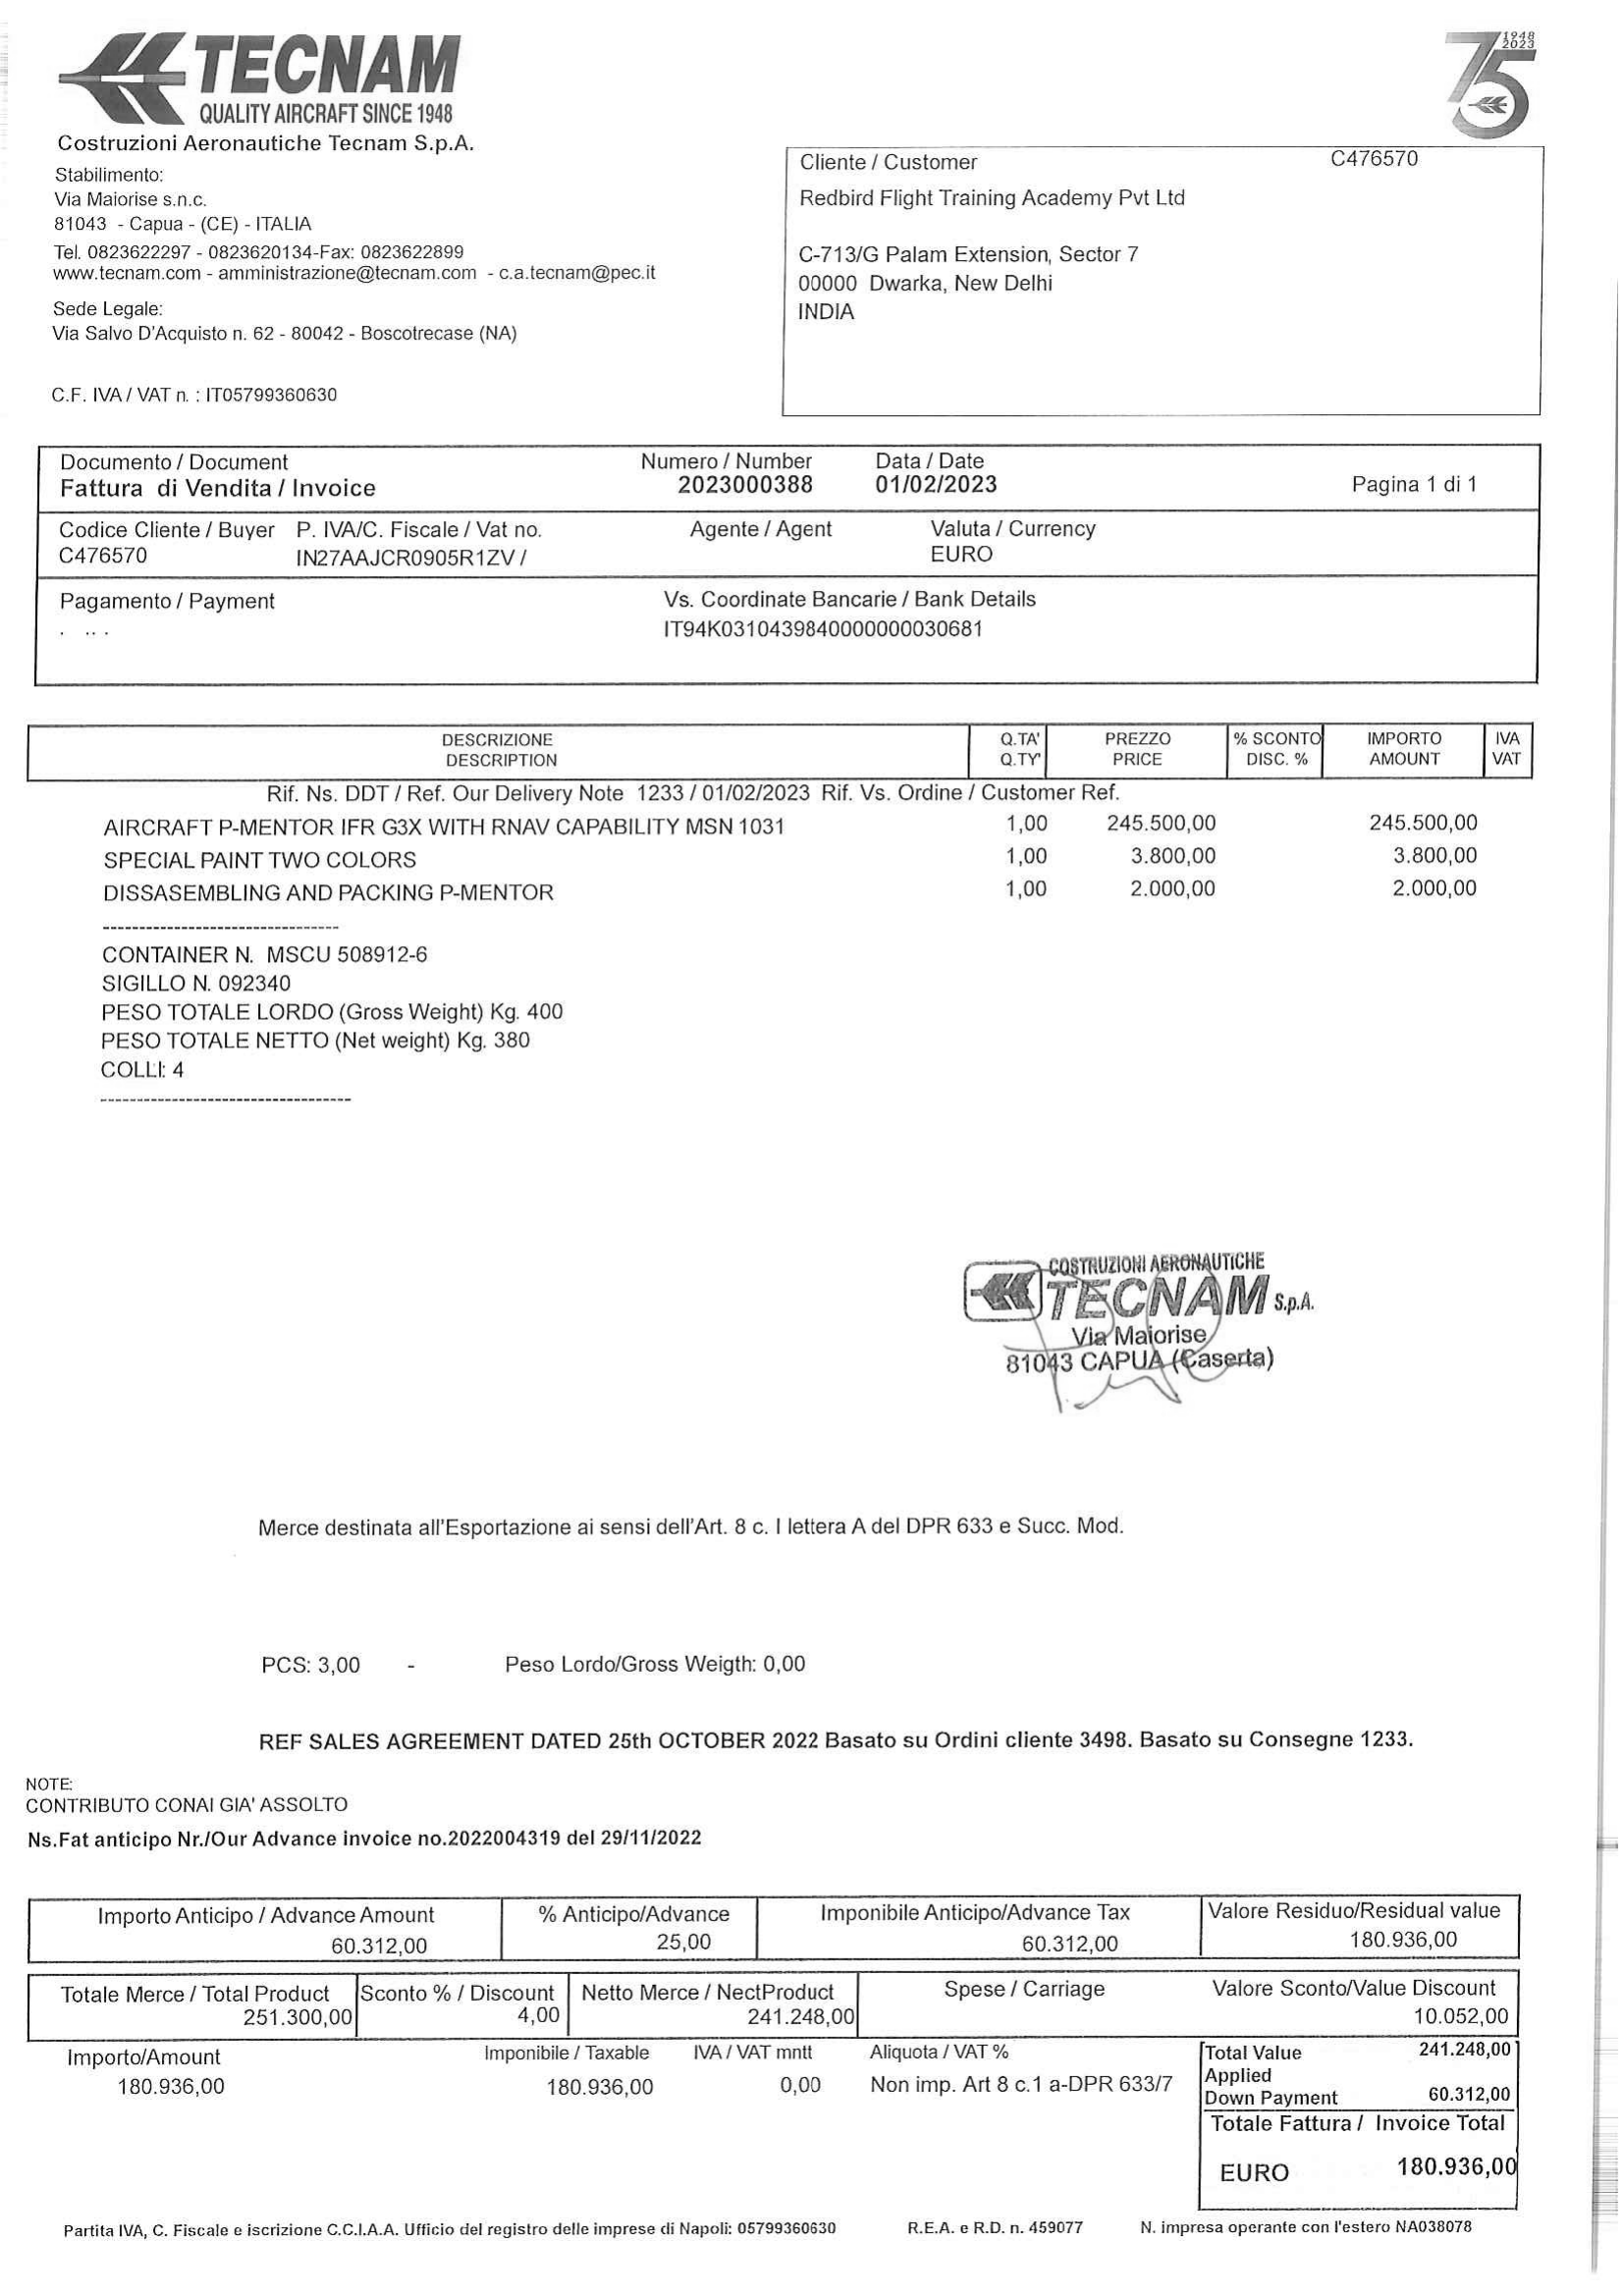 TECNAM
QUALITY AIRCRAFT SINCE 1948
1948
2023
75
Costruzioni Aeronautiche Tecnam S.p.A.
Stabilimento:
Via Maiorise s.n.c.
81043 - Capua - (CE) - ITALIA
Tel. 0823622297 - 0823620134-Fax: 0823622899
www.tecnam.com - amministrazione@tecnam.com - c.a.tecnam@pec.it
Sede Legale:
Via Salvo D'Acquisto n. 62 - 80042 - Boscotrecase (NA)
C.F. IVA / VAT n. : IT05799360630
Cliente / Customer C476570
Redbird Flight Training Academy Pvt Ltd
C-713/G Palam Extension, Sector 7
00000 Dwarka, New Delhi
INDIA
Documento / Document Numero / Number Data / Date
Fattura di Vendita / Invoice 2023000388 01/02/2023 Pagina 1 di 1
Codice Cliente / Buyer P. IVA/C. Fiscale / Vat no. Agente / Agent Valuta / Currency
C476570 IN27AAJCR0905R1ZV / EURO
Pagamento / Payment Vs. Coordinate Bancarie / Bank Details
. .. . IT94K0310439840000000030681
DESCRIZIONE Q.TA' PREZZO % SCONTO IMPORTO IVA
DESCRIPTION Q.TY' PRICE DISC. % AMOUNT VAT
Rif. Ns. DDT / Ref. Our Delivery Note 1233 / 01/02/2023 Rif. Vs. Ordine / Customer Ref.
AIRCRAFT P-MENTOR IFR G3X WITH RNAV CAPABILITY MSN 1031 1,00 245.500,00 245.500,00
SPECIAL PAINT TWO COLORS 1,00 3.800,00 3.800,00
DISSASEMBLING AND PACKING P-MENTOR 1,00 2.000,00 2.000,00
--------------------------------
CONTAINER N. MSCU 508912-6
SIGILLO N. 092340
PESO TOTALE LORDO (Gross Weight) Kg. 400
PESO TOTALE NETTO (Net weight) Kg. 380
COLLI: 4
----------------------------------
COSTRUZIONI AERONAUTICHE
TECNAM S.p.A.
Via Maiorise
81043 CAPUA (Caserta)
Merce destinata all'Esportazione ai sensi dell'Art. 8 c. I lettera A del DPR 633 e Succ. Mod.
PCS: 3,00 - Peso Lordo/Gross Weigth: 0,00
REF SALES AGREEMENT DATED 25th OCTOBER 2022 Basato su Ordini cliente 3498. Basato su Consegne 1233.
NOTE:
CONTRIBUTO CONAI GIA' ASSOLTO
Ns.Fat anticipo Nr./Our Advance invoice no.2022004319 del 29/11/2022
Importo Anticipo / Advance Amount % Anticipo/Advance Imponibile Anticipo/Advance Tax Valore Residuo/Residual value
60.312,00 25,00 60.312,00 180.936,00
Totale Merce / Total Product Sconto % / Discount Netto Merce / NectProduct Spese / Carriage Valore Sconto/Value Discount
251.300,00 4,00 241.248,00 10.052,00
Importo/Amount Imponibile / Taxable IVA / VAT mntt Aliquota / VAT %
180.936,00 180.936,00 0,00 Non imp. Art 8 c.1 a-DPR 633/7
Total Value 241.248,00
Applied
Down Payment 60.312,00
Totale Fattura / Invoice Total
EURO 180.936,00
Partita IVA, C. Fiscale e iscrizione C.C.I.A.A. Ufficio del registro delle imprese di Napoli: 05799360630 R.E.A. e R.D. n. 459077 N. impresa operante con l'estero NA038078